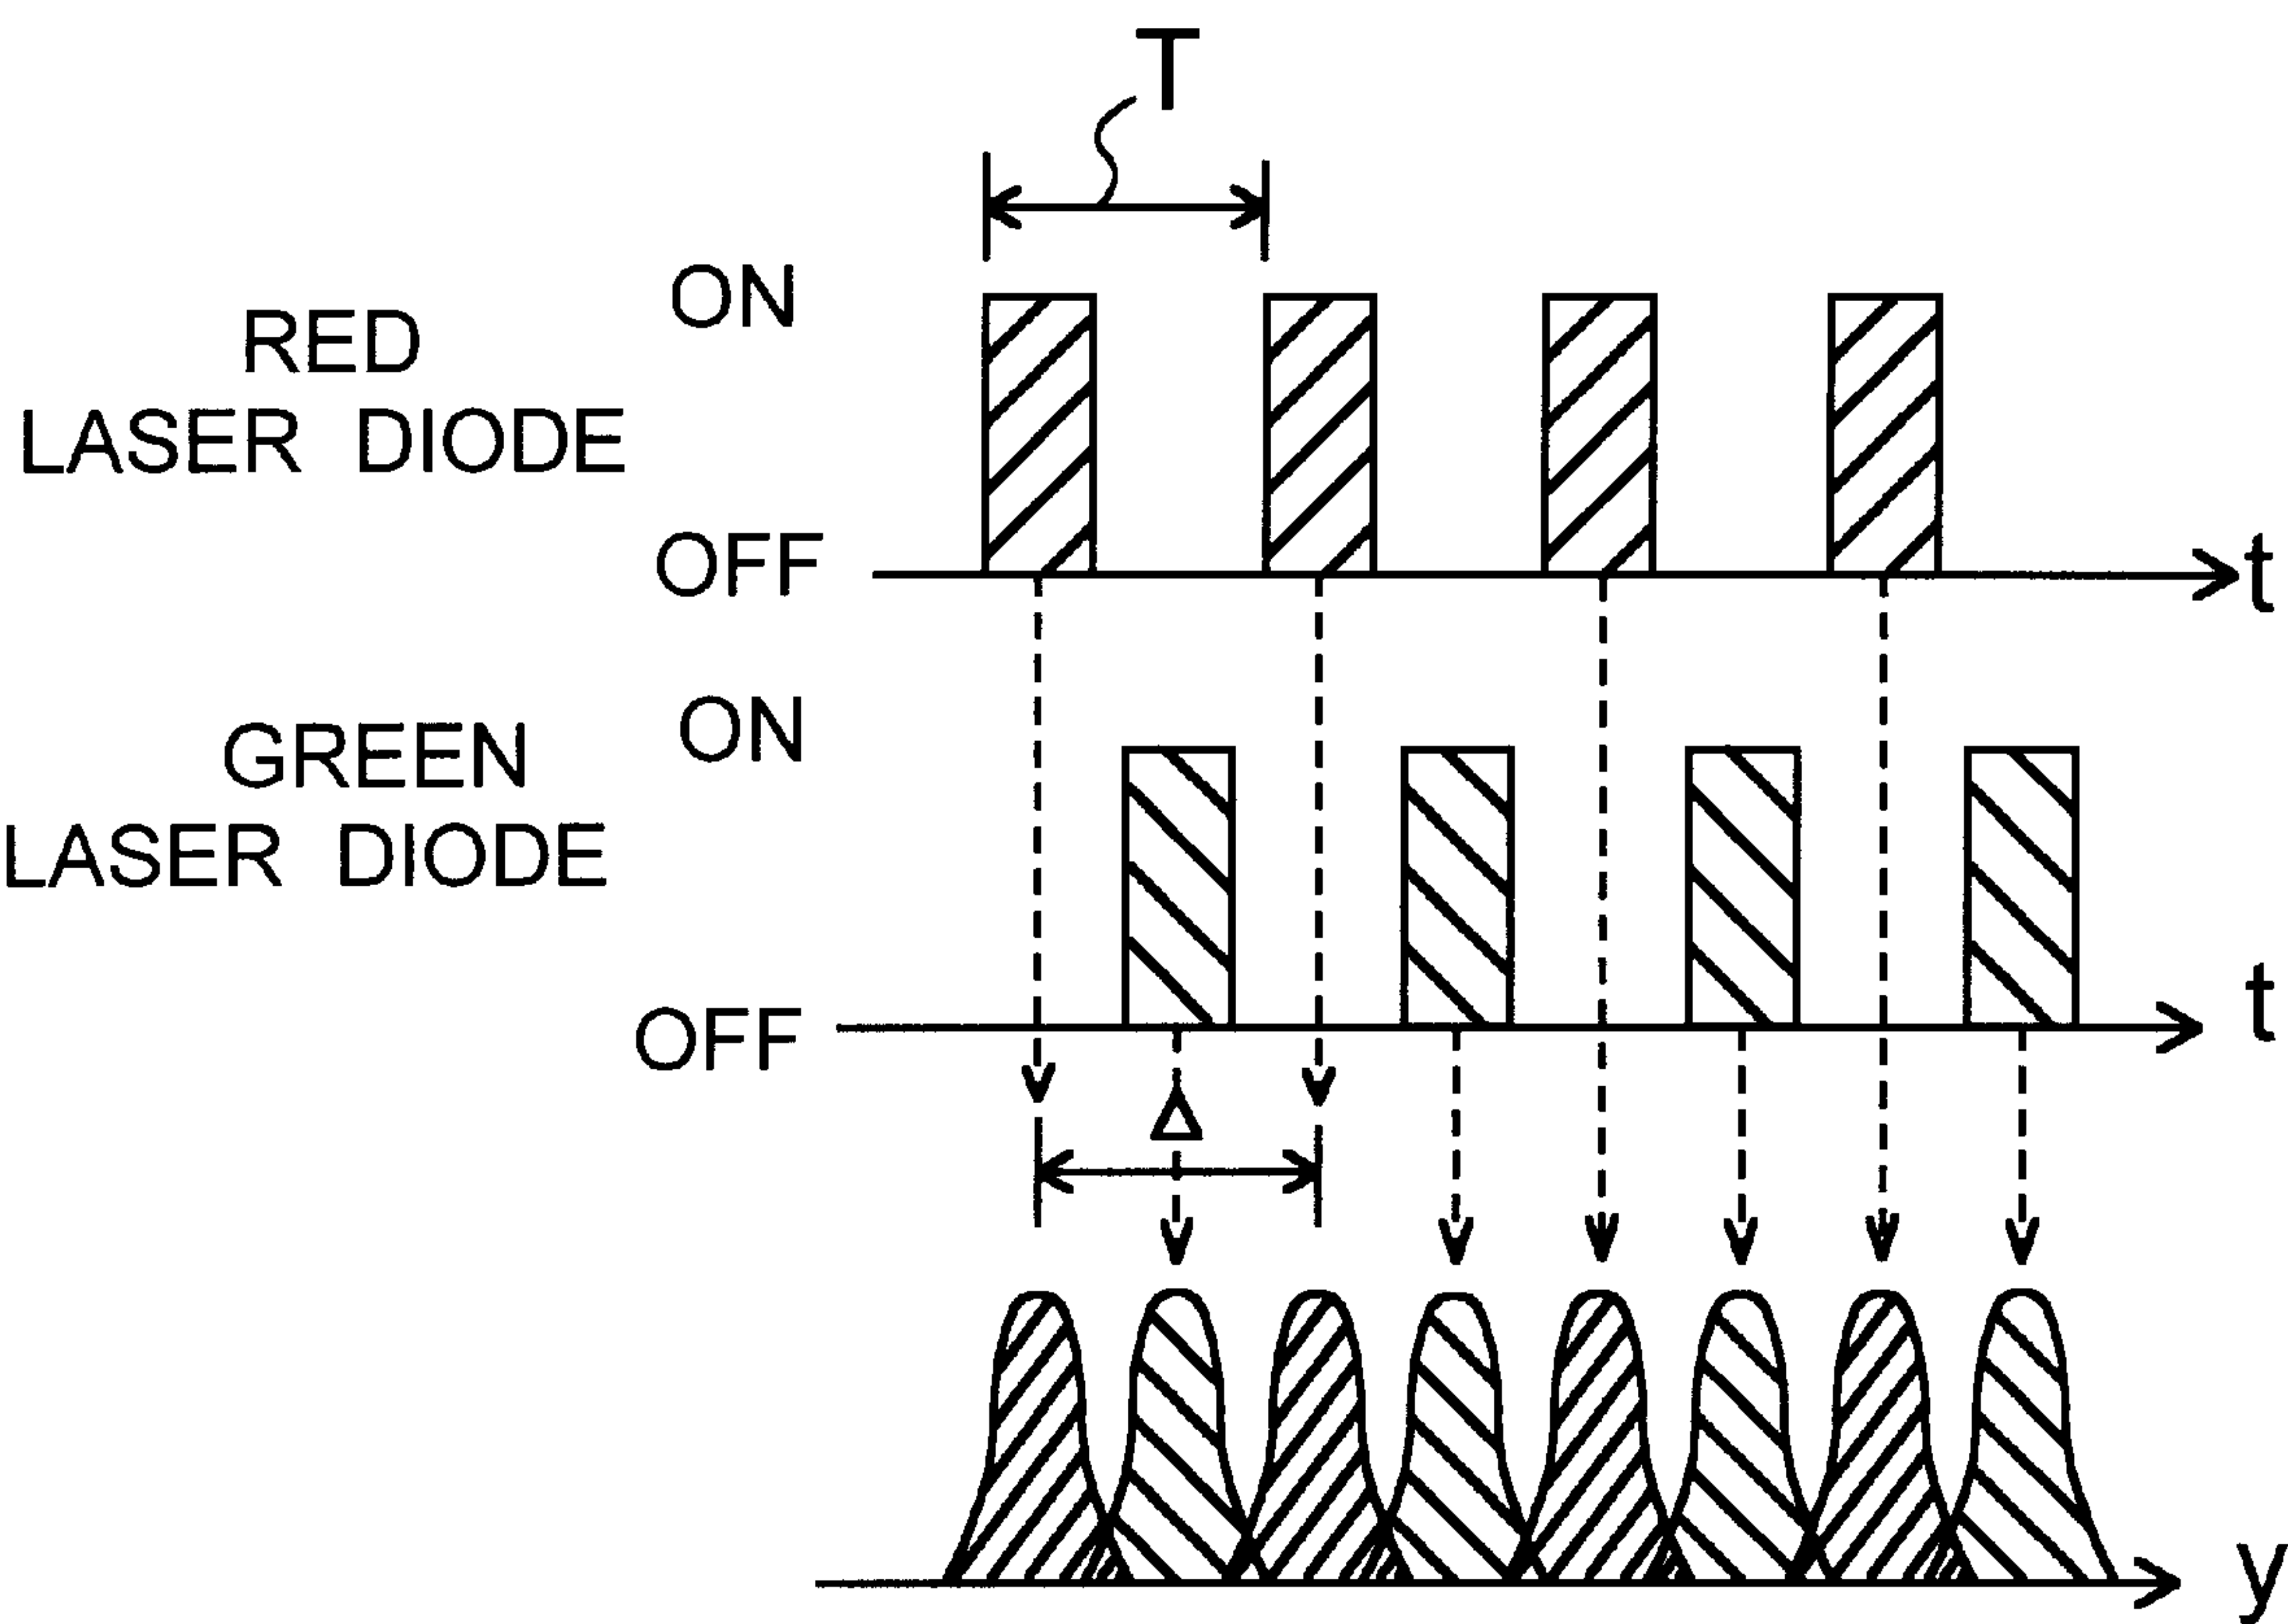 T
ON
RED
LASER DIODE
OFF
t
ON
GREEN
LASER DIODE
OFF
t
Δ
y